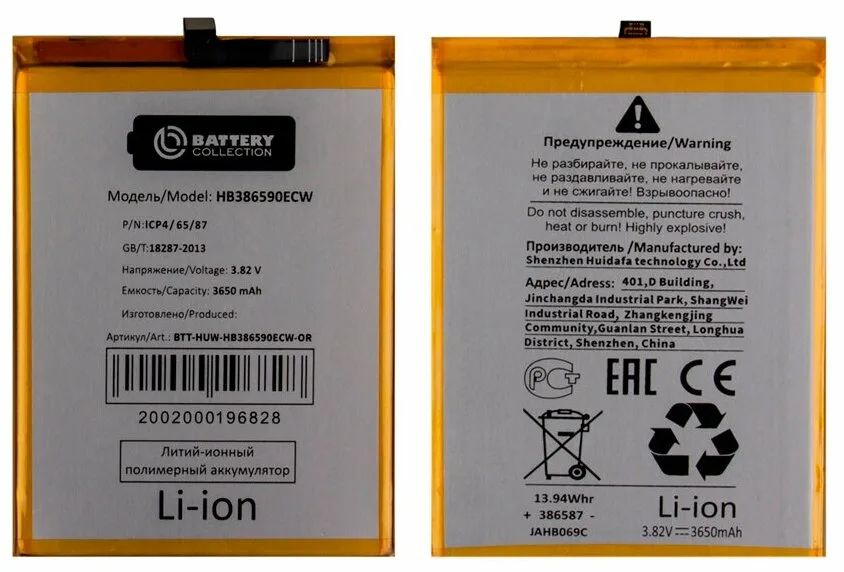 BATTERY
COLLECTION
Модель/Model: HB386590ECW
P/N:ICP4/65/87
GB/T:18287-2013
Напряжение/Voltage: 3.82 V
Емкость/Capacity: 3650 mAh
Изготовлено/Produced:
Артикул/Art.: BTT-HUW-HB386590ECW-OR
2002000196828
Литий-ионный
полимерный аккумулятор
Li-ion
Предупреждение/Warning
Не разбирайте, не прокалывайте,
не раздавливайте, не нагревайте
и не сжигайте! Взрывоопасно!
Do not disassemble, puncture crush,
heat or burn! Highly explosive!
Производитель /Manufactured by:
Shenzhen Huidafa technology Co.,Ltd
Адрес/Adress: 401,D Building,
Jinchangda Industrial Park, ShangWei
Industrial Road, Zhangkengjing
Community,Guanlan Street, Longhua
District, Shenzhen, China
РСТ EAC CE
13.94Whr
+ 386587 -
JAHB069C
Li-ion
3.82V⎓3650mAh